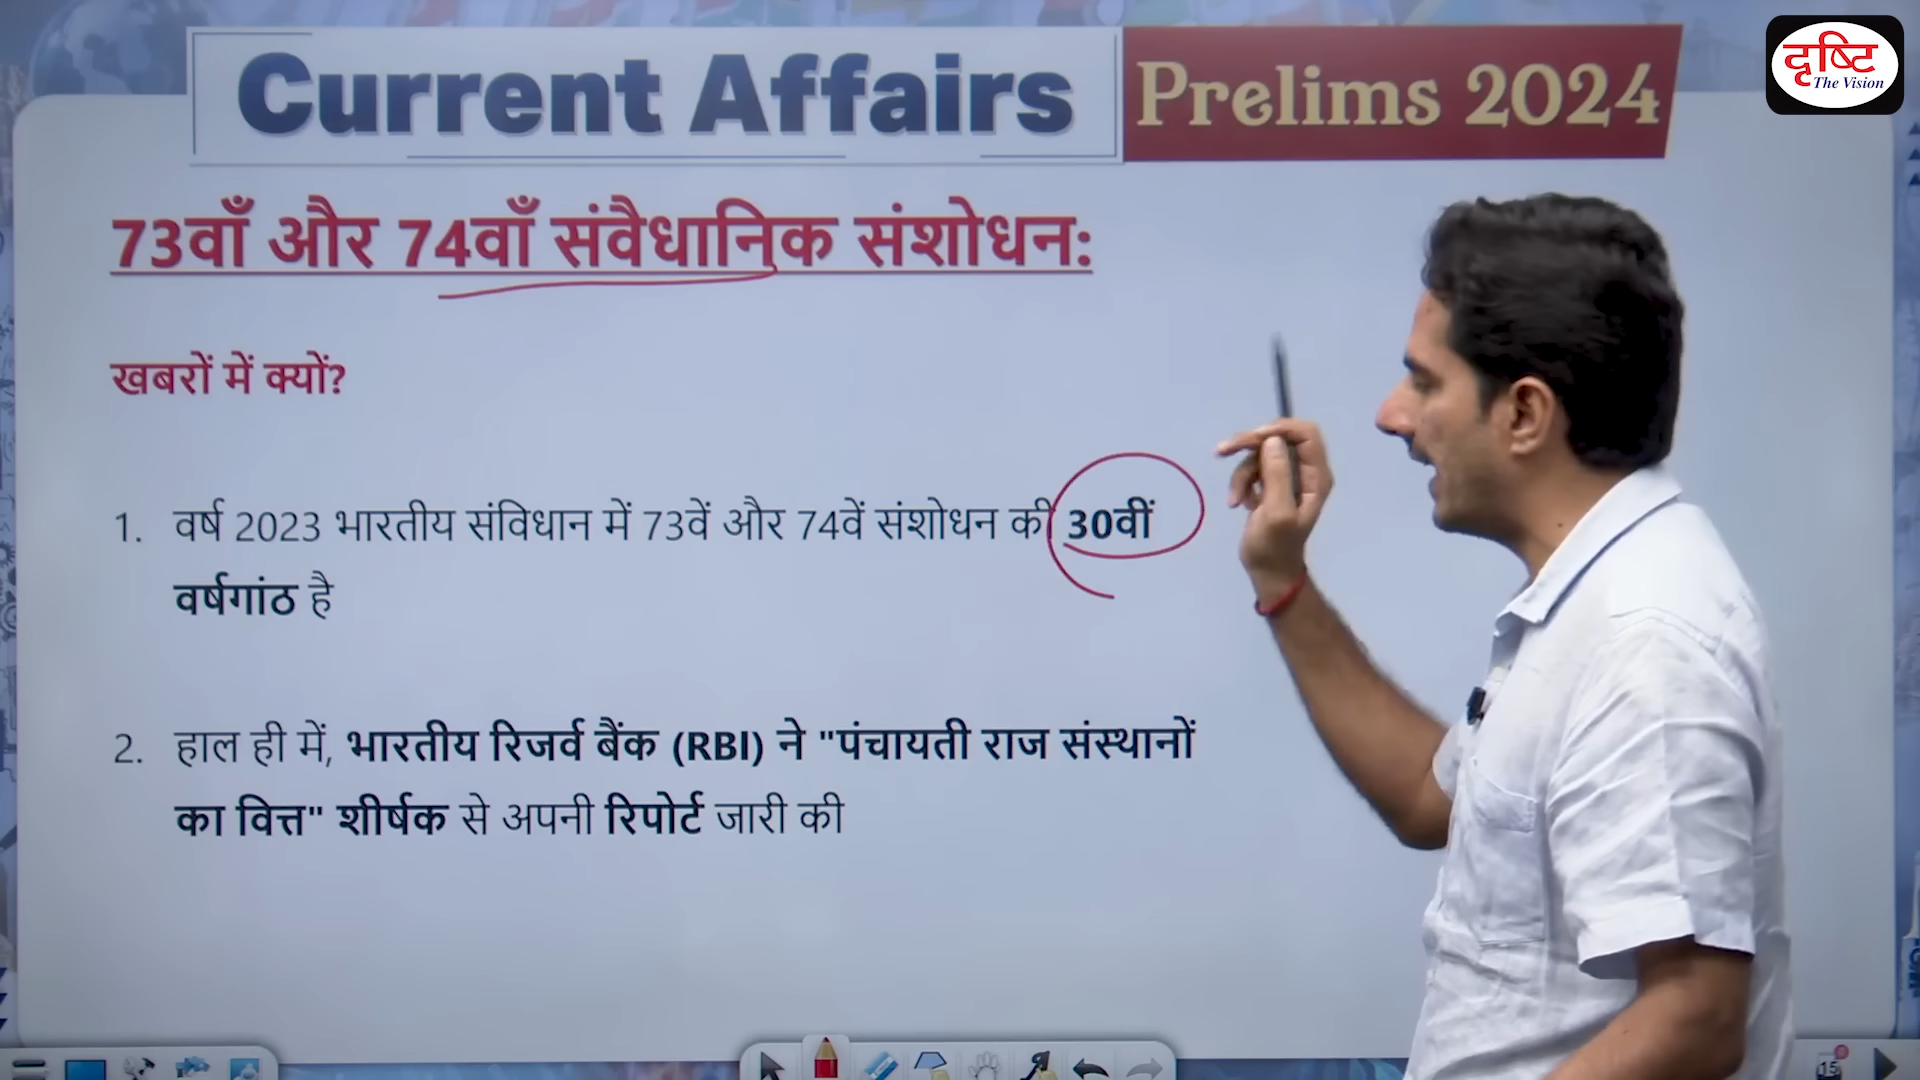 Current Affairs
Prelims 2024
दृष्टि
The Vision
73वाँ और 74वाँ संवैधानिक संशोधन:
खबरों में क्यों?
1. वर्ष 2023 भारतीय संविधान में 73वें और 74वें संशोधन की 30वीं
वर्षगांठ है
2. हाल ही में, भारतीय रिजर्व बैंक (RBI) ने "पंचायती राज संस्थानों
का वित्त" शीर्षक से अपनी रिपोर्ट जारी की
15